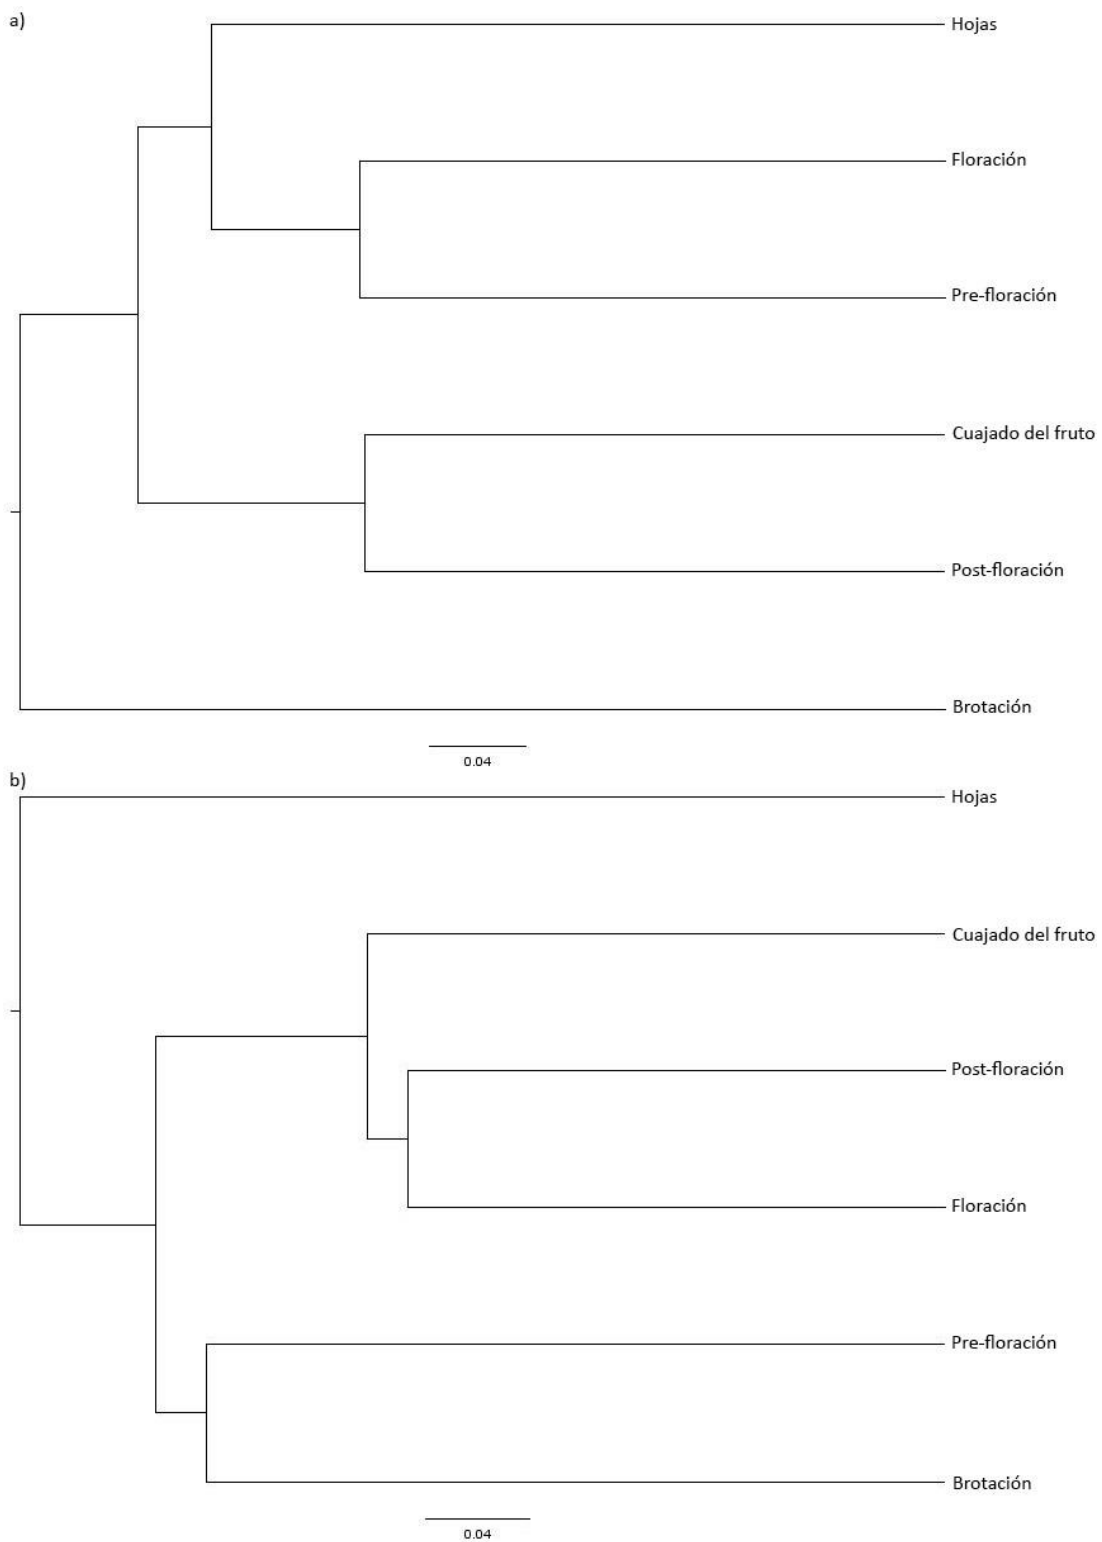 a)
Hojas
Floración
Pre-floración
Cuajado del fruto
Post-floración
Brotación
0.04
b)
Hojas
Cuajado del fruto
Post-floración
Floración
Pre-floración
Brotación
0.04